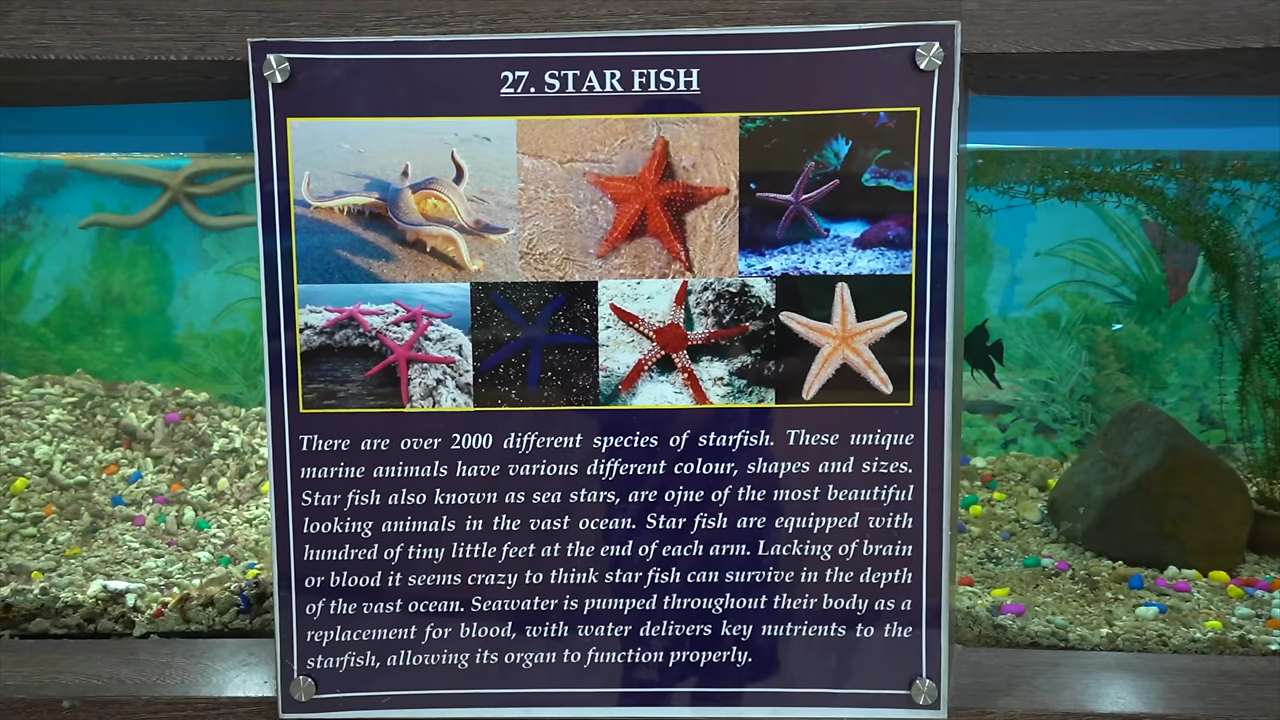 27. STAR FISH
There are over 2000 different species of starfish. These unique
marine animals have various different colour, shapes and sizes.
Star fish also known as sea stars, are ojne of the most beautiful
looking animals in the vast ocean. Star fish are equipped with
hundred of tiny little feet at the end of each arm. Lacking of brain
or blood it seems crazy to think star fish can survive in the depth
of the vast ocean. Seawater is pumped throughout their body as a
replacement for blood, with water delivers key nutrients to the
starfish, allowing its organ to function properly.